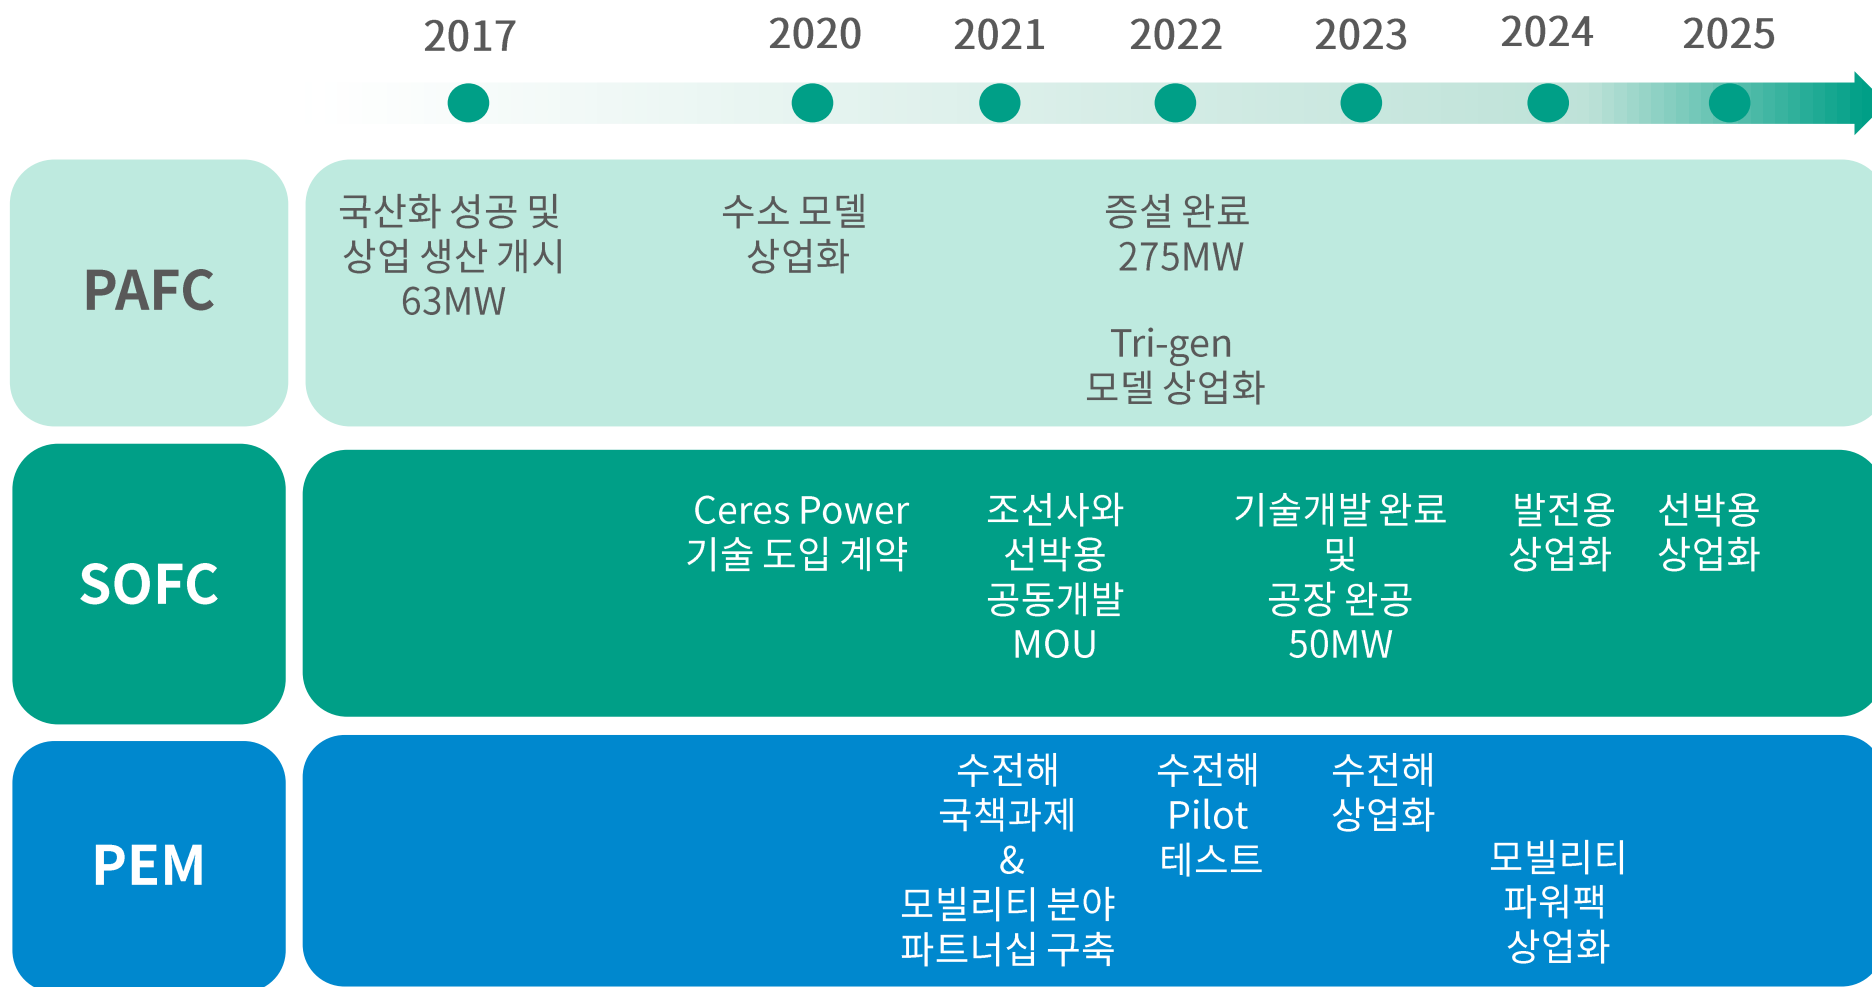 2017
2020
2021
2022
2023
2024
2025
PAFC
국산화 성공 및
상업 생산 개시
63MW
수소 모델
상업화
증설 완료
275MW
Tri-gen
모델 상업화
SOFC
Ceres Power
기술 도입 계약
조선사와
선박용
공동개발
MOU
기술개발 완료
및
공장 완공
50MW
발전용
상업화
선박용
상업화
PEM
수전해
국책과제
&
모빌리티 분야
파트너십 구축
수전해
Pilot
테스트
수전해
상업화
모빌리티
파워팩
상업화